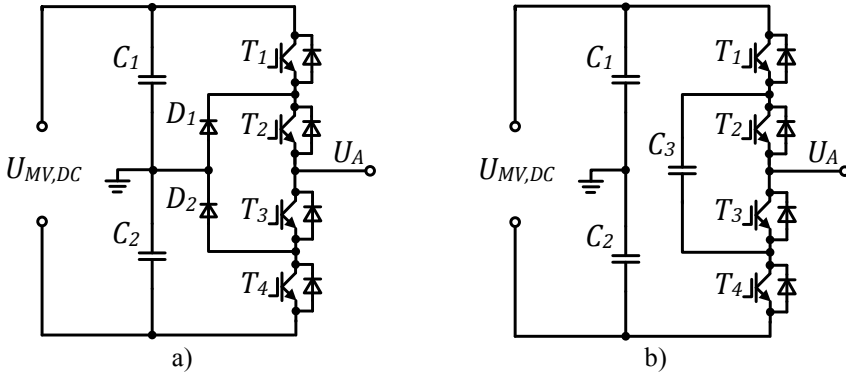 C1
T1
D1
T2
UMV,DC
UA
D2
T3
C2
T4
a)
C1
T1
T2
C3
UMV,DC
UA
T3
C2
T4
b)